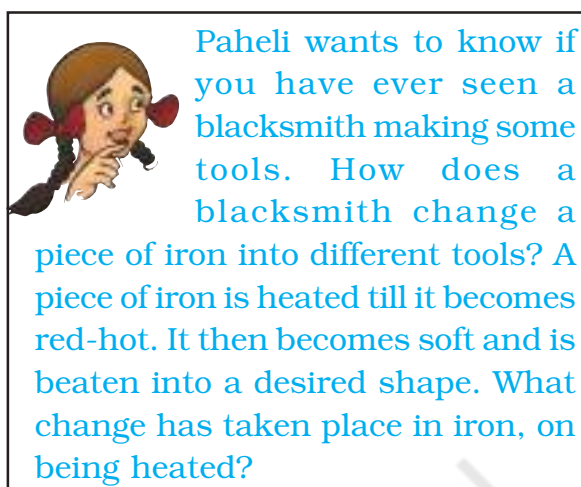 Paheli wants to know if
you have ever seen a
blacksmith making some
tools. How does a
blacksmith change a
piece of iron into different tools? A
piece of iron is heated till it becomes
red-hot. It then becomes soft and is
beaten into a desired shape. What
change has taken place in iron, on
being heated?